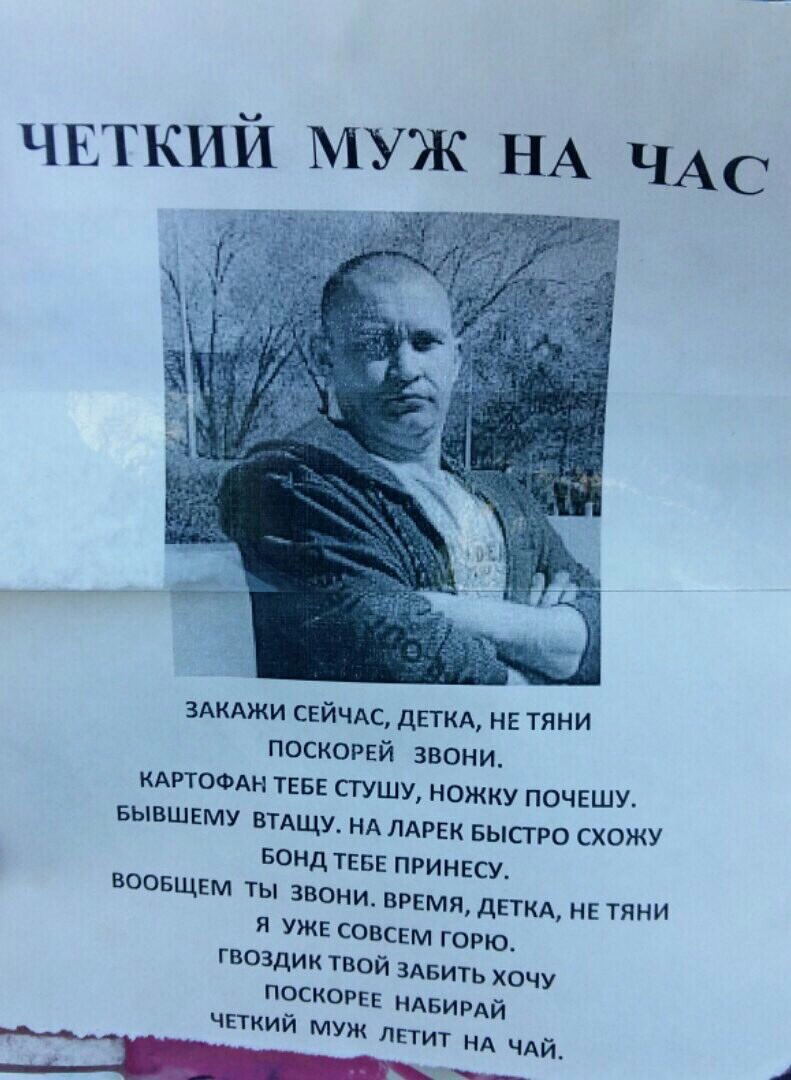 ЧЕТКИЙ МУЖ НА ЧАС
ЗАКАЖИ СЕЙЧАС, ДЕТКА, НЕ ТЯНИ
ПОСКОРЕЙ ЗВОНИ.
КАРТОФАН ТЕБЕ СТУШУ, НОЖКУ ПОЧЕШУ.
БЫВШЕМУ ВТАЩУ. НА ЛАРЕК БЫСТРО СХОЖУ
БОНД ТЕБЕ ПРИНЕСУ.
ВООБЩЕМ ТЫ ЗВОНИ. ВРЕМЯ, ДЕТКА, НЕ ТЯНИ
Я УЖЕ СОВСЕМ ГОРЮ.
ГВОЗДИК ТВОЙ ЗАБИТЬ ХОЧУ
ПОСКОРЕЕ НАБИРАЙ
ЧЕТКИЙ МУЖ ЛЕТИТ НА ЧАЙ.